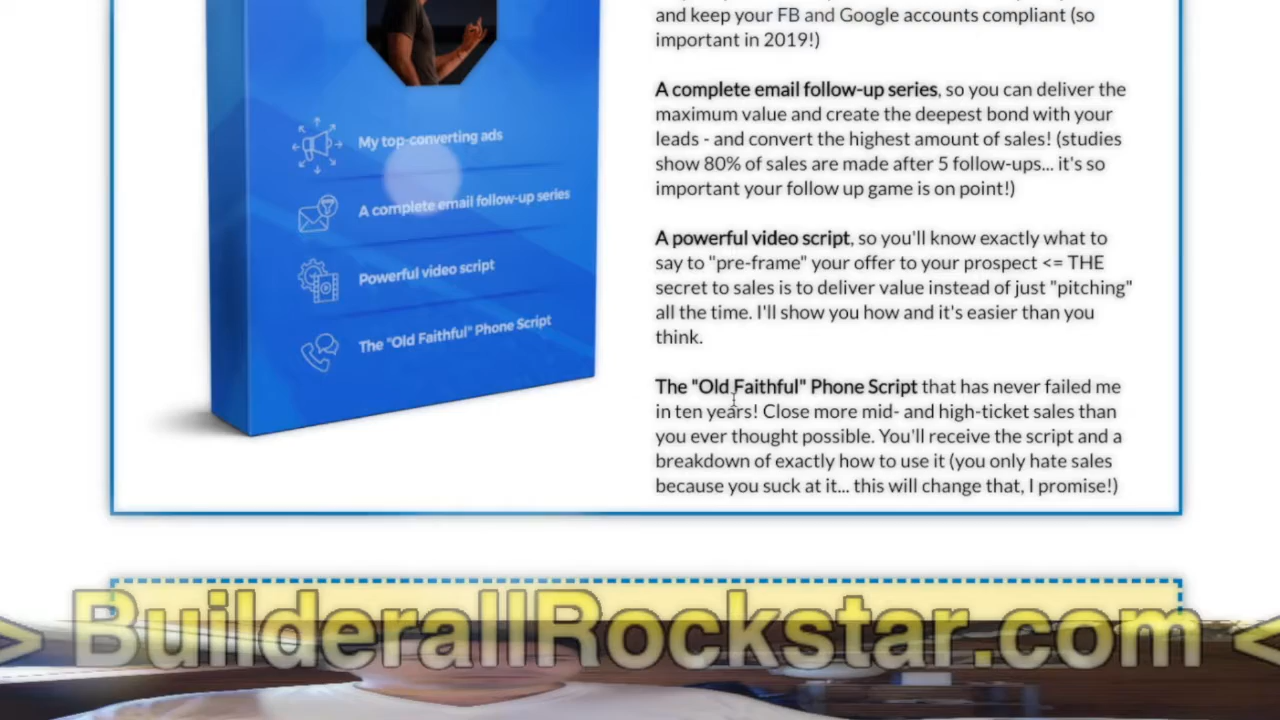 My top-converting ads
A complete email follow-up series
Powerful video script
The "Old Faithful" Phone Script
and keep your FB and Google accounts compliant (so
important in 2019!)
A complete email follow-up series, so you can deliver the
maximum value and create the deepest bond with your
leads - and convert the highest amount of sales! (studies
show 80% of sales are made after 5 follow-ups... it's so
important your follow up game is on point!)
A powerful video script, so you'll know exactly what to
say to "pre-frame" your offer to your prospect <= THE
secret to sales is to deliver value instead of just "pitching"
all the time. I'll show you how and it's easier than you
think.
The "Old Faithful" Phone Script that has never failed me
in ten years! Close more mid- and high-ticket sales than
you ever thought possible. You'll receive the script and a
breakdown of exactly how to use it (you only hate sales
because you suck at it... this will change that, I promise!)
> BuilderallRockstar.com <